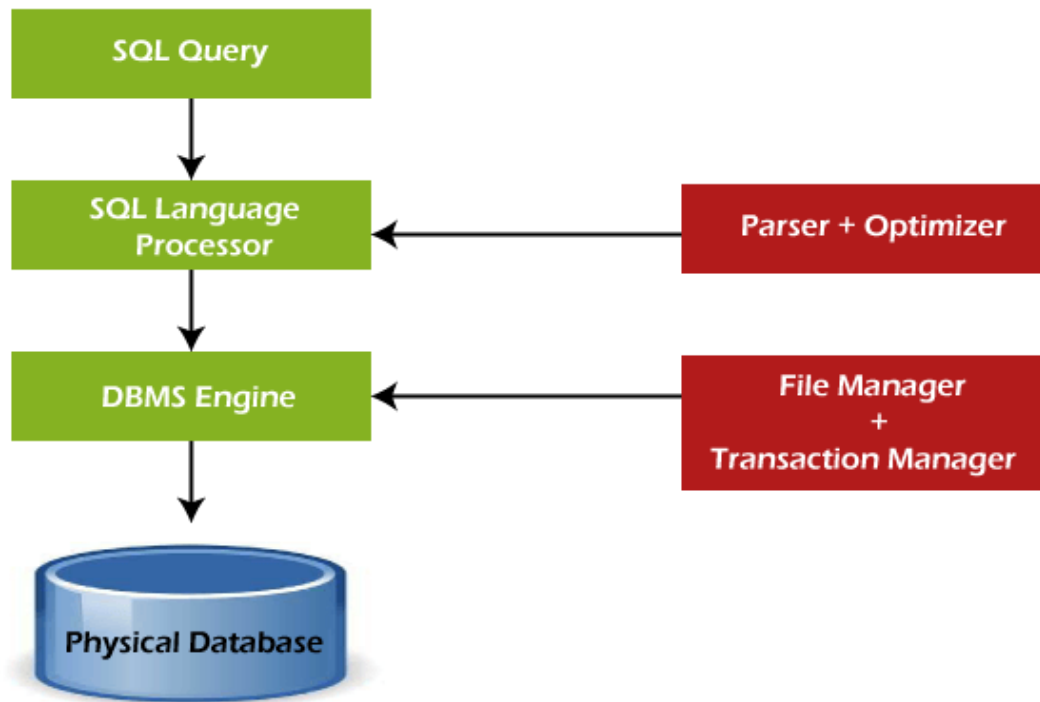 SQL Query
SQL Language
Processor
Parser + Optimizer
DBMS Engine
File Manager
+
Transaction Manager
Physical Database